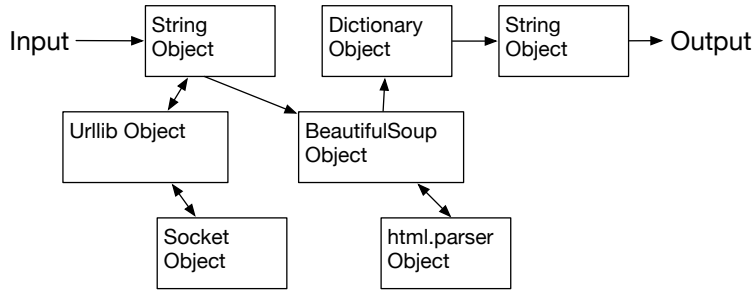 Input
String
Object
Dictionary
Object
String
Object
Output
Urllib Object
BeautifulSoup
Object
Socket
Object
html.parser
Object